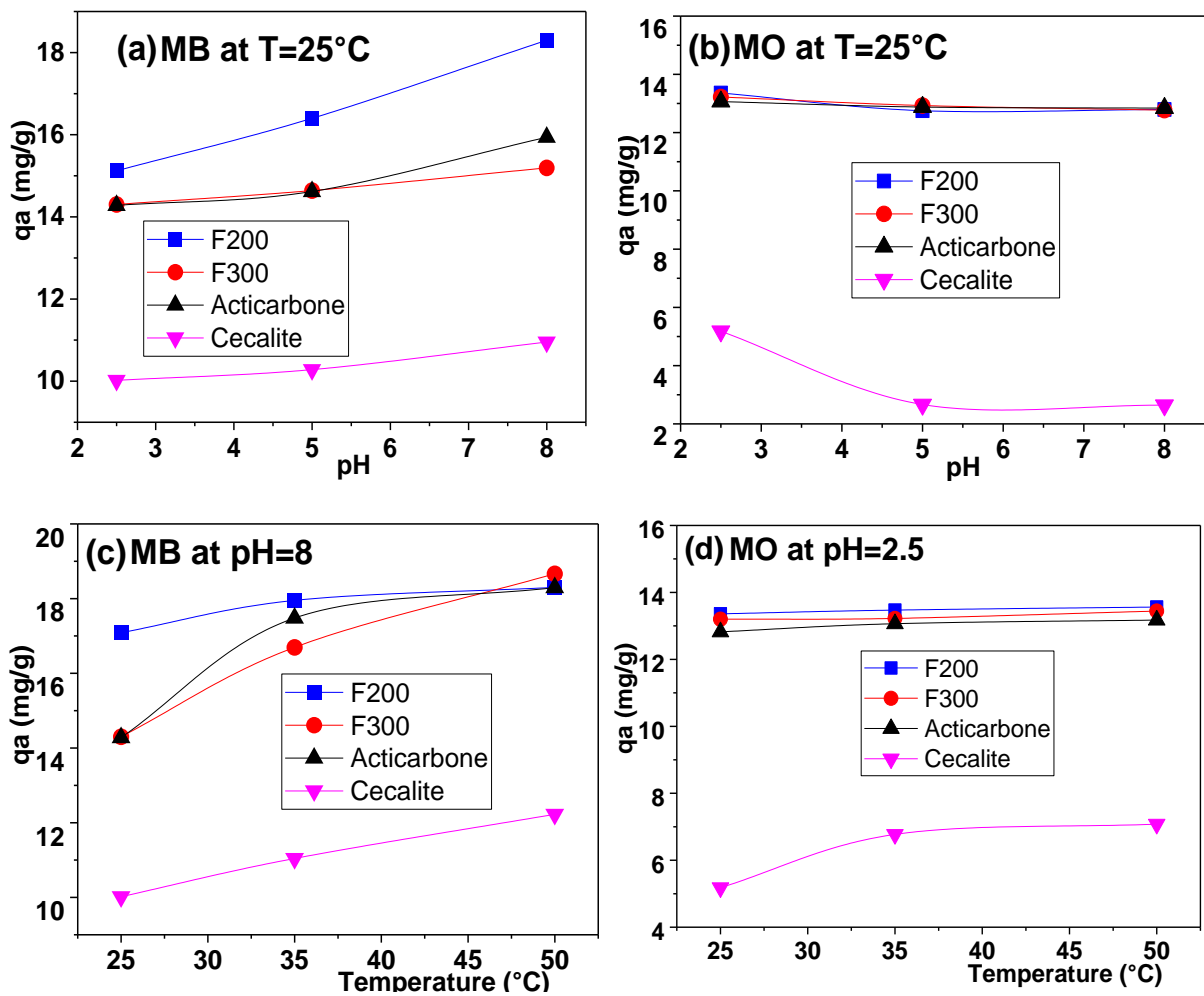 (a) MB at T=25°C
qa (mg/g)
18
16
14
12
10
F200
F300
Acticarbone
Cecalite
2 3 4 5 6 7 8
pH
(b) MO at T=25°C
qa (mg/g)
16
14
12
10
8
6
4
2
F200
F300
Acticarbone
Cecalite
2 3 4 5 6 7 8
pH
(c) MB at pH=8
qa (mg/g)
20
18
16
14
12
10
F200
F300
Acticarbone
Cecalite
25 30 35 40 45 50
Temperature (°C)
(d) MO at pH=2.5
qa (mg/g)
16
14
12
10
8
6
4
F200
F300
Acticarbone
Cecalite
25 30 35 40 45 50
Temperature (°C)